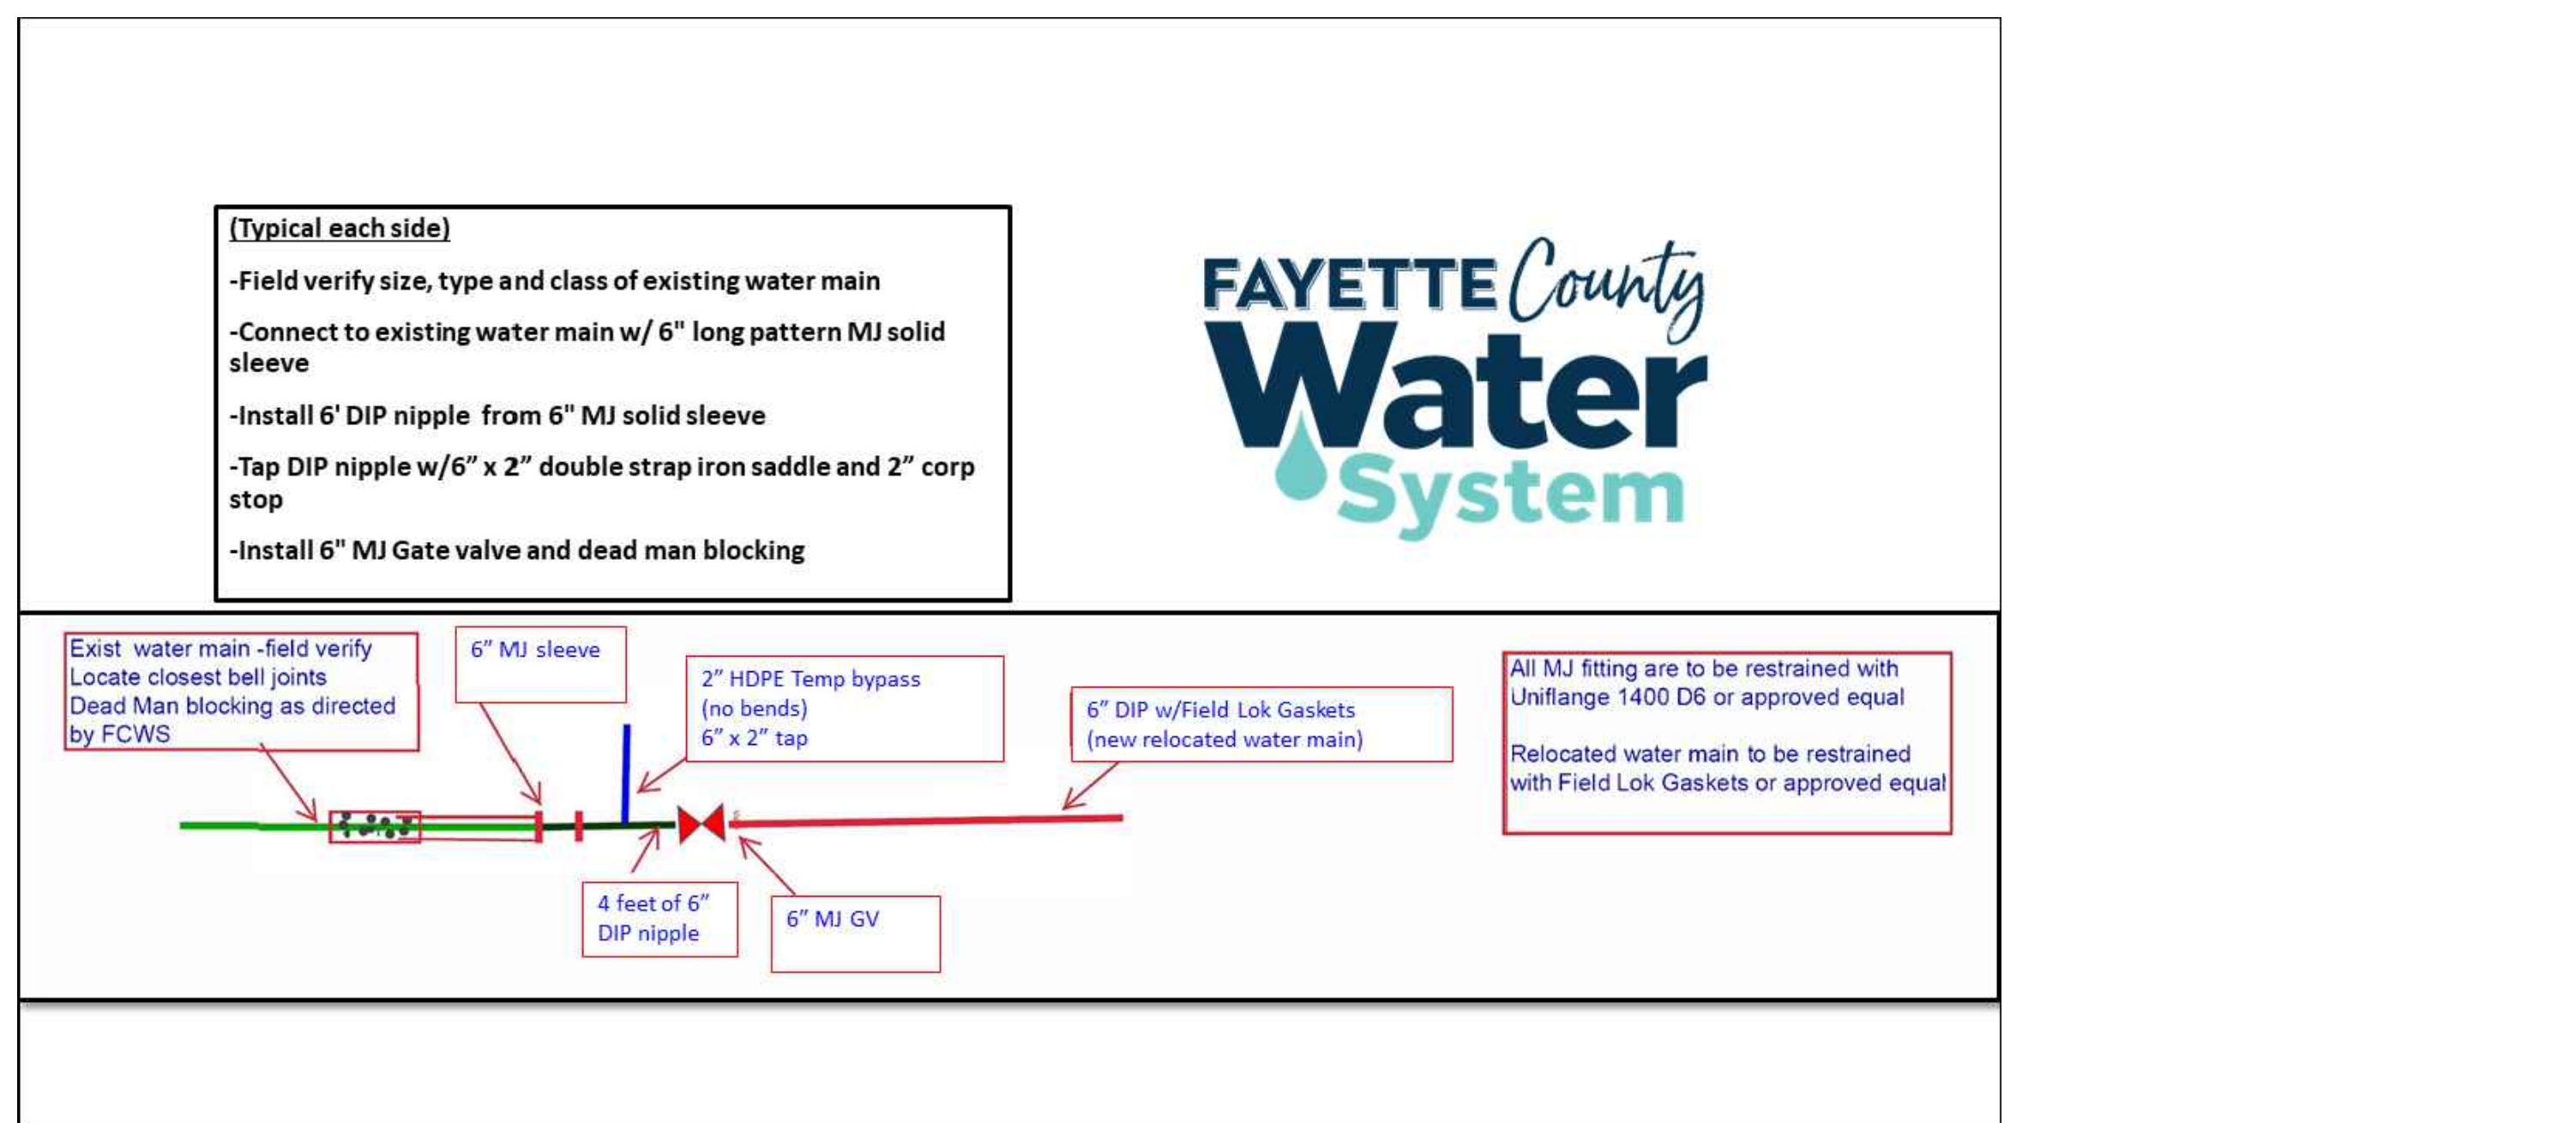 (Typical each side)
-Field verify size, type and class of existing water main
-Connect to existing water main w/ 6" long pattern MJ solid
sleeve
-Install 6' DIP nipple from 6" MJ solid sleeve
-Tap DIP nipple w/6” x 2” double strap iron saddle and 2” corp
stop
-Install 6" MJ Gate valve and dead man blocking
FAYETTE County
Water
System
Exist water main -field verify
Locate closest bell joints
Dead Man blocking as directed
by FCWS
6” MJ sleeve
2” HDPE Temp bypass
(no bends)
6” x 2” tap
6” DIP w/Field Lok Gaskets
(new relocated water main)
All MJ fitting are to be restrained with
Uniflange 1400 D6 or approved equal
Relocated water main to be restrained
with Field Lok Gaskets or approved equal
4 feet of 6”
DIP nipple
6” MJ GV